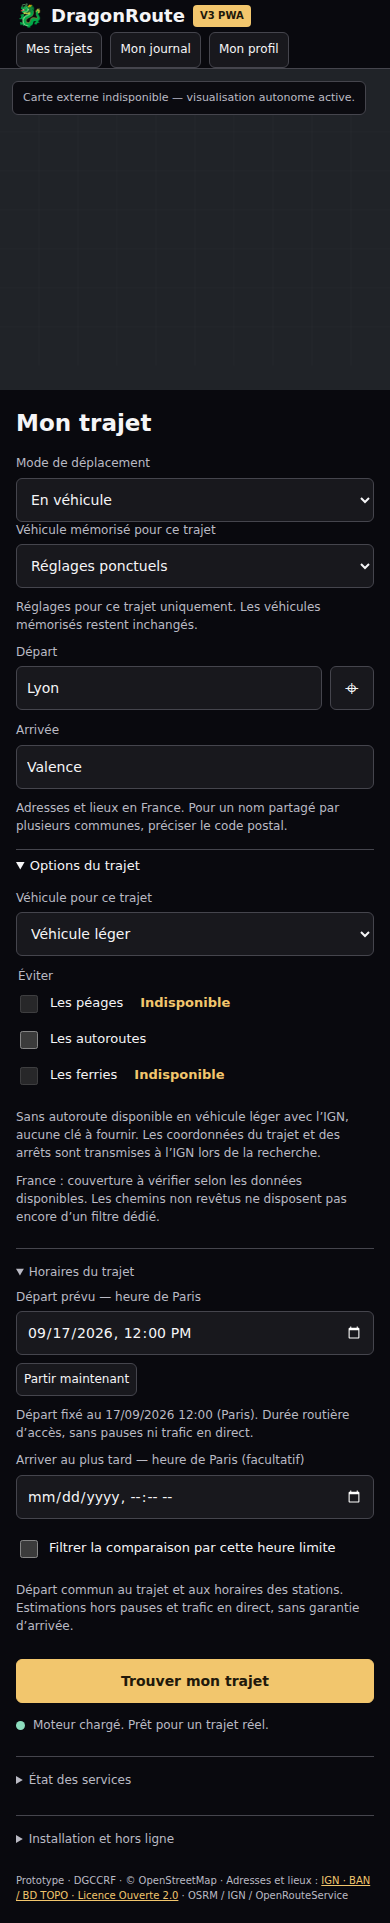 DragonRoute V3 PWA
Mes trajets Mon journal Mon profil
Carte externe indisponible — visualisation autonome active.
Mon trajet
Mode de déplacement
En véhicule
Véhicule mémorisé pour ce trajet
Réglages ponctuels
Réglages pour ce trajet uniquement. Les véhicules
mémorisés restent inchangés.
Départ
Lyon
Arrivée
Valence
Adresses et lieux en France. Pour un nom partagé par
plusieurs communes, préciser le code postal.
Options du trajet
Véhicule pour ce trajet
Véhicule léger
Éviter
Les péages Indisponible
Les autoroutes
Les ferries Indisponible
Sans autoroute disponible en véhicule léger avec l’IGN,
aucune clé à fournir. Les coordonnées du trajet et des
arrêts sont transmises à l’IGN lors de la recherche.
France : couverture à vérifier selon les données
disponibles. Les chemins non revêtus ne disposent pas
encore d’un filtre dédié.
Horaires du trajet
Départ prévu — heure de Paris
09/17/2026, 12:00 PM
Partir maintenant
Départ fixé au 17/09/2026 12:00 (Paris). Durée routière
d’accès, sans pauses ni trafic en direct.
Arriver au plus tard — heure de Paris (facultatif)
mm/dd/yyyy, --:-- --
Filtrer la comparaison par cette heure limite
Départ commun au trajet et aux horaires des stations.
Estimations hors pauses et trafic en direct, sans garantie
d’arrivée.
Trouver mon trajet
Moteur chargé. Prêt pour un trajet réel.
État des services
Installation et hors ligne
Prototype · DGCCRF · © OpenStreetMap · Adresses et lieux : IGN · BAN
/ BD TOPO · Licence Ouverte 2.0 · OSRM / IGN / OpenRouteService